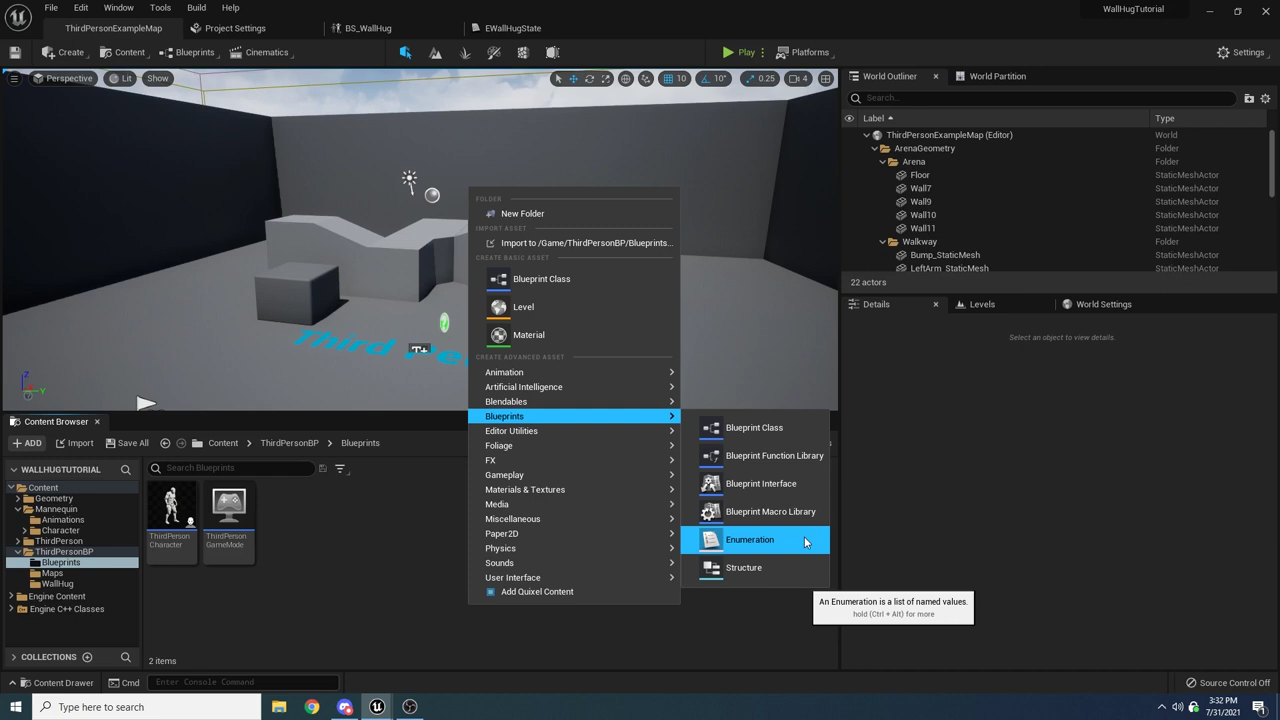 File Edit Window Tools Build Help
WallHugTutorial
ThirdPersonExampleMap Project Settings BS_WallHug EWallHugState
Create Content Blueprints Cinematics Play Platforms Settings
Perspective Lit Show 10 10° 0.25 4
World Outliner World Partition
Search...
Label Type
ThirdPersonExampleMap (Editor) World
ArenaGeometry Folder
Arena Folder
Floor StaticMeshActor
Wall7 StaticMeshActor
Wall9 StaticMeshActor
Wall10 StaticMeshActor
Wall11 StaticMeshActor
Walkway Folder
Bump_StaticMesh StaticMeshActor
LeftArm_StaticMesh StaticMeshActor
22 actors
Details Levels World Settings
Select an object to view details.
Third Pe
Z
Y
FOLDER
New Folder
IMPORT ASSET
Import to /Game/ThirdPersonBP/Blueprints...
CREATE BASIC ASSET
Blueprint Class
Level
Material
CREATE ADVANCED ASSET
Animation
Artificial Intelligence
Blendables
Blueprints
Editor Utilities
Foliage
FX
Gameplay
Materials & Textures
Media
Miscellaneous
Paper2D
Physics
Sounds
User Interface
Add Quixel Content
Blueprint Class
Blueprint Function Library
Blueprint Interface
Blueprint Macro Library
Enumeration
Structure
An Enumeration is a list of named values.
hold (Ctrl + Alt) for more
Content Browser
ADD Import Save All Content ThirdPersonBP Blueprints
WALLHUGTUTORIAL
Content
Geometry
Mannequin
Animations
Character
ThirdPerson
ThirdPersonBP
Blueprints
Maps
WallHug
Engine Content
Engine C++ Classes
COLLECTIONS
Search Blueprints
ThirdPerson
Character
ThirdPerson
GameMode
2 items
Content Drawer Cmd Enter Console Command Source Control Off
Type here to search
3:32 PM
7/31/2021